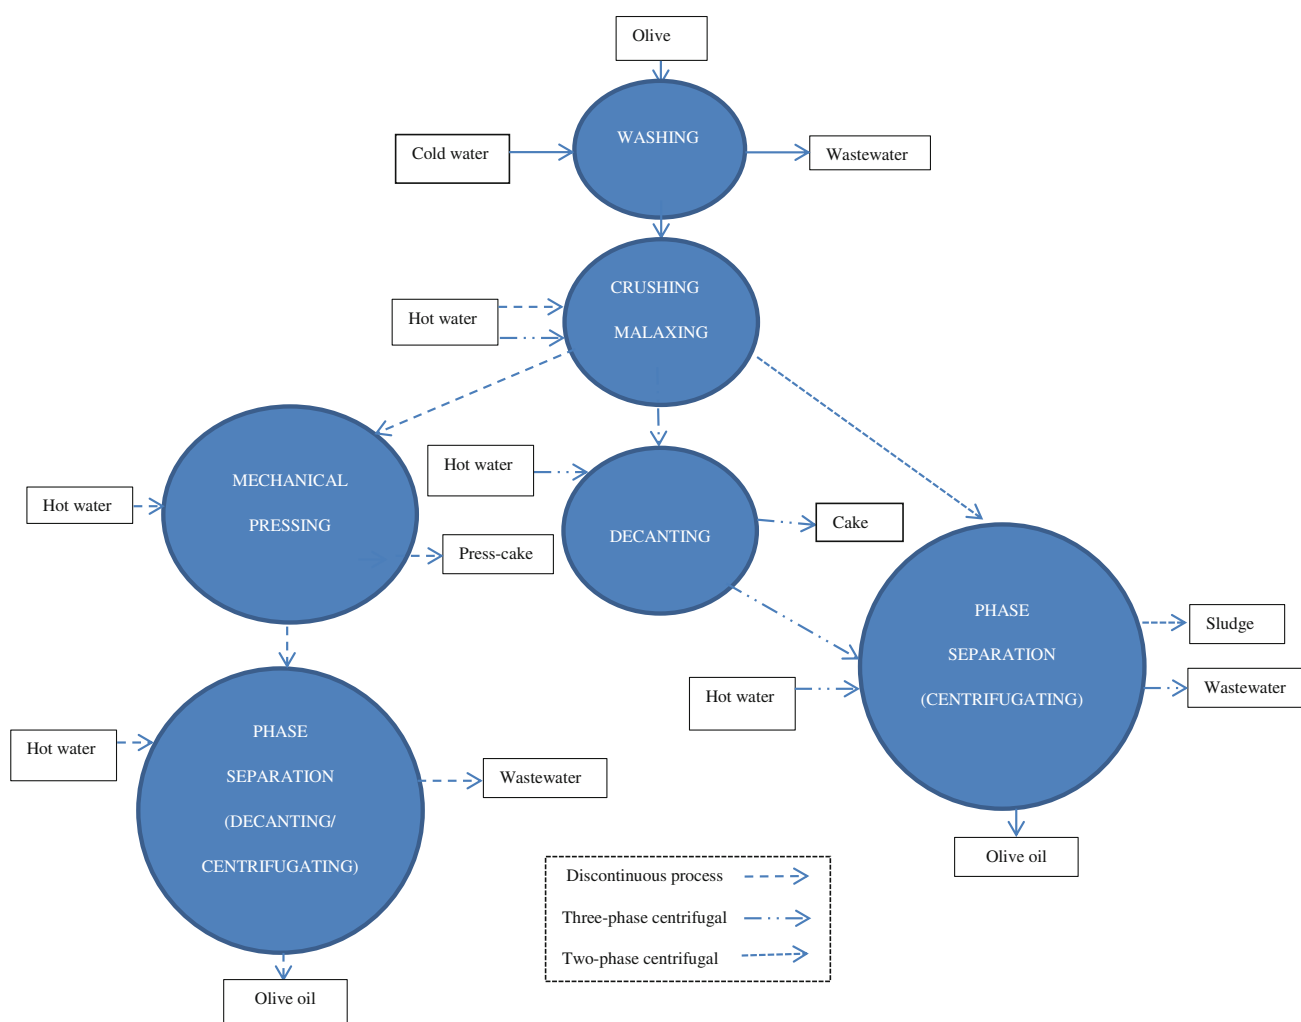 Olive
WASHING
Cold water
Wastewater
CRUSHING
MALAXING
Hot water
Hot water
MECHANICAL
PRESSING
Hot water
Press-cake
DECANTING
Cake
PHASE
SEPARATION
(CENTRIFUGATING)
Sludge
Wastewater
Hot water
Olive oil
PHASE
SEPARATION
(DECANTING/
CENTRIFUGATING)
Hot water
Wastewater
Olive oil
Discontinuous process
Three-phase centrifugal
Two-phase centrifugal